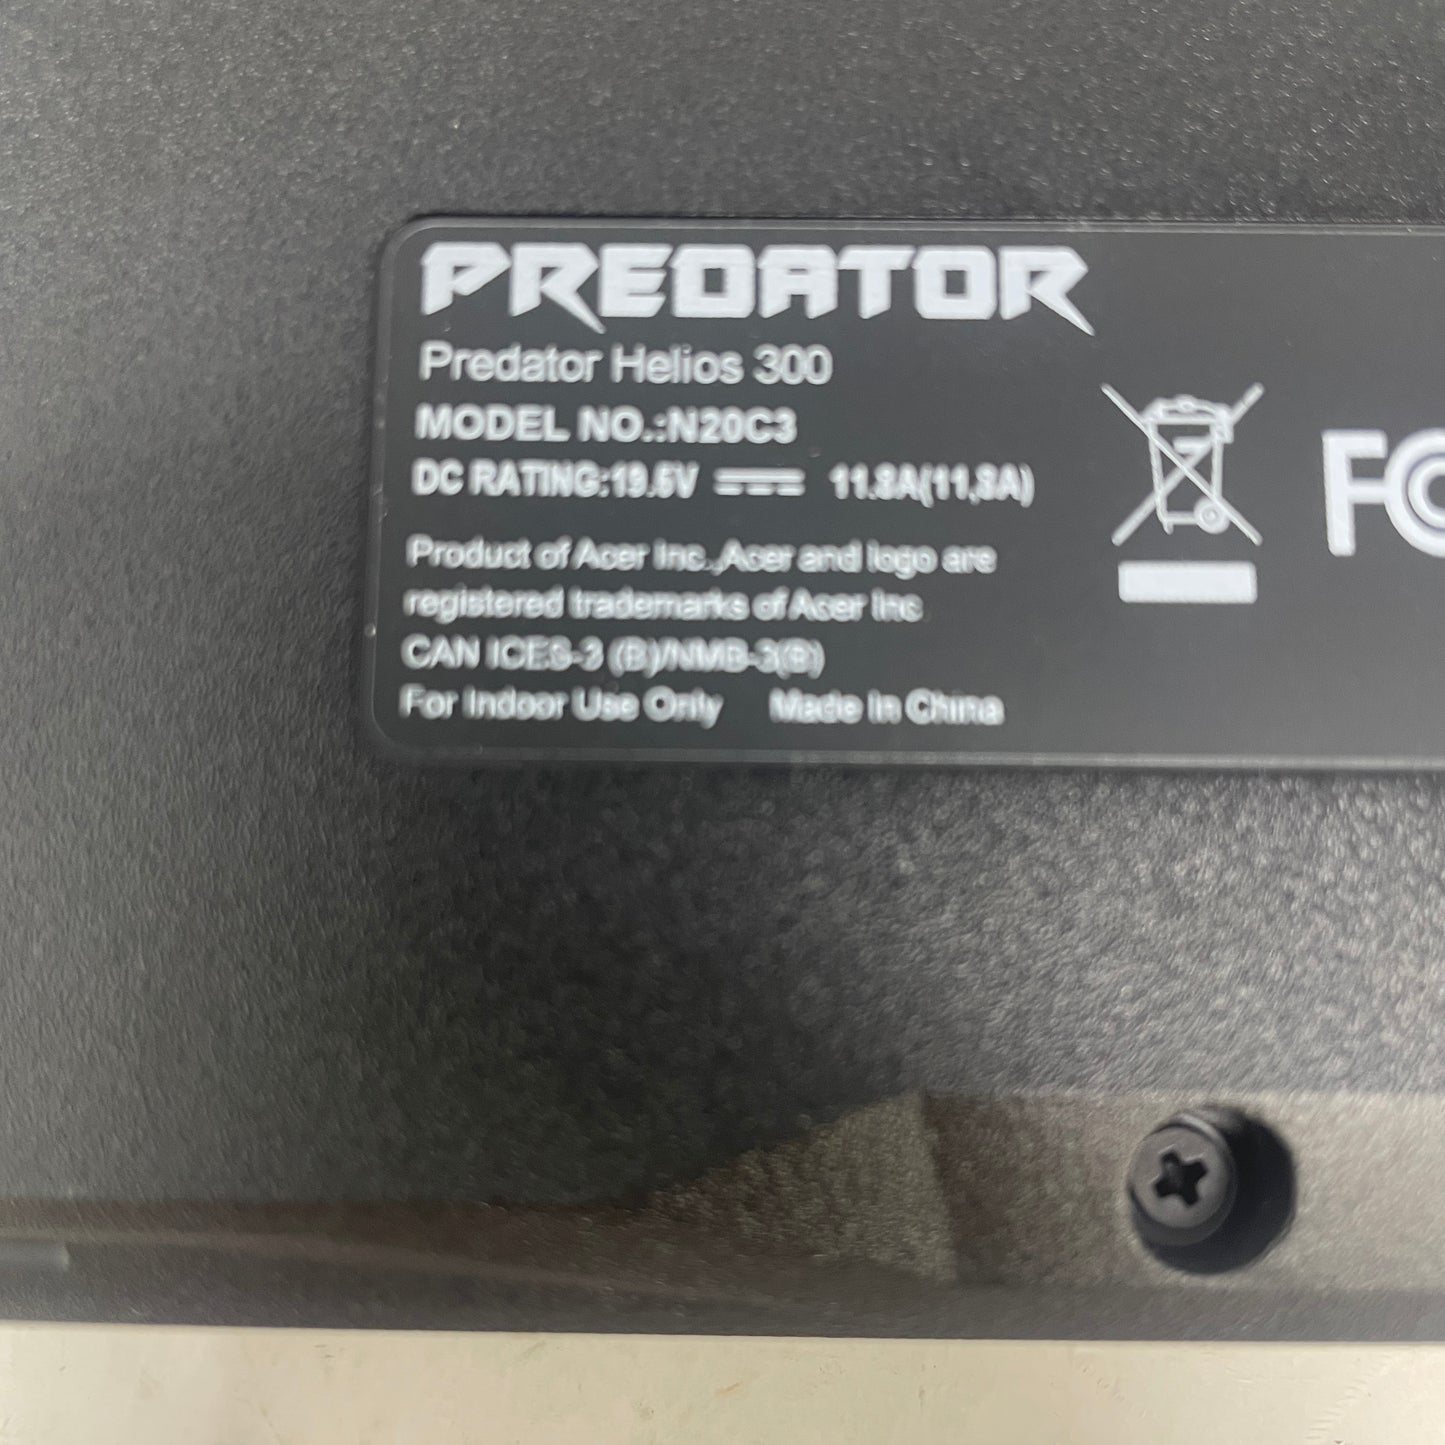 PREDATOR
Predator Helios 300
MODEL NO.:N20C3
DC RATING:19.5V 11.8A(11,8A)
Product of Acer Inc.,Acer and logo are
registered trademarks of Acer Inc
CAN ICES-3 (B)/NMB-3(B)
For Indoor Use Only Made In China
FC